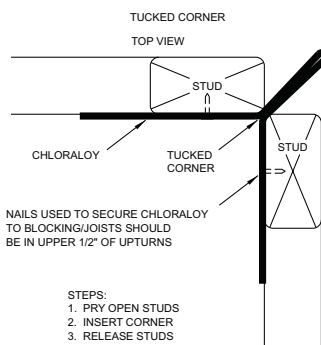 TUCKED CORNER
TOP VIEW
STUD
CHLORALOY
TUCKED
CORNER
STUD
NAILS USED TO SECURE CHLORALOY
TO BLOCKING/JOISTS SHOULD
BE IN UPPER 1/2" OF UPTURNS
STEPS:
1. PRY OPEN STUDS
2. INSERT CORNER
3. RELEASE STUDS